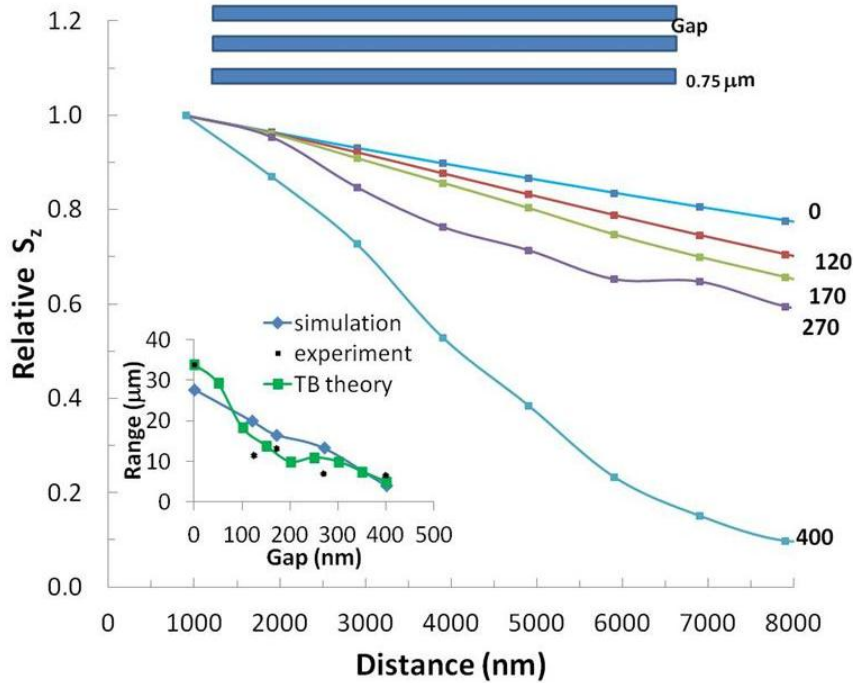 1.2
Gap
0.75 µm
1.0
0.8
0
120
170
270
0.6
Relative S_z
simulation
experiment
TB theory
40
30
20
10
0
Range (µm)
0 100 200 300 400 500
Gap (nm)
0.4
0.2
400
0.0
0 1000 2000 3000 4000 5000 6000 7000 8000
Distance (nm)